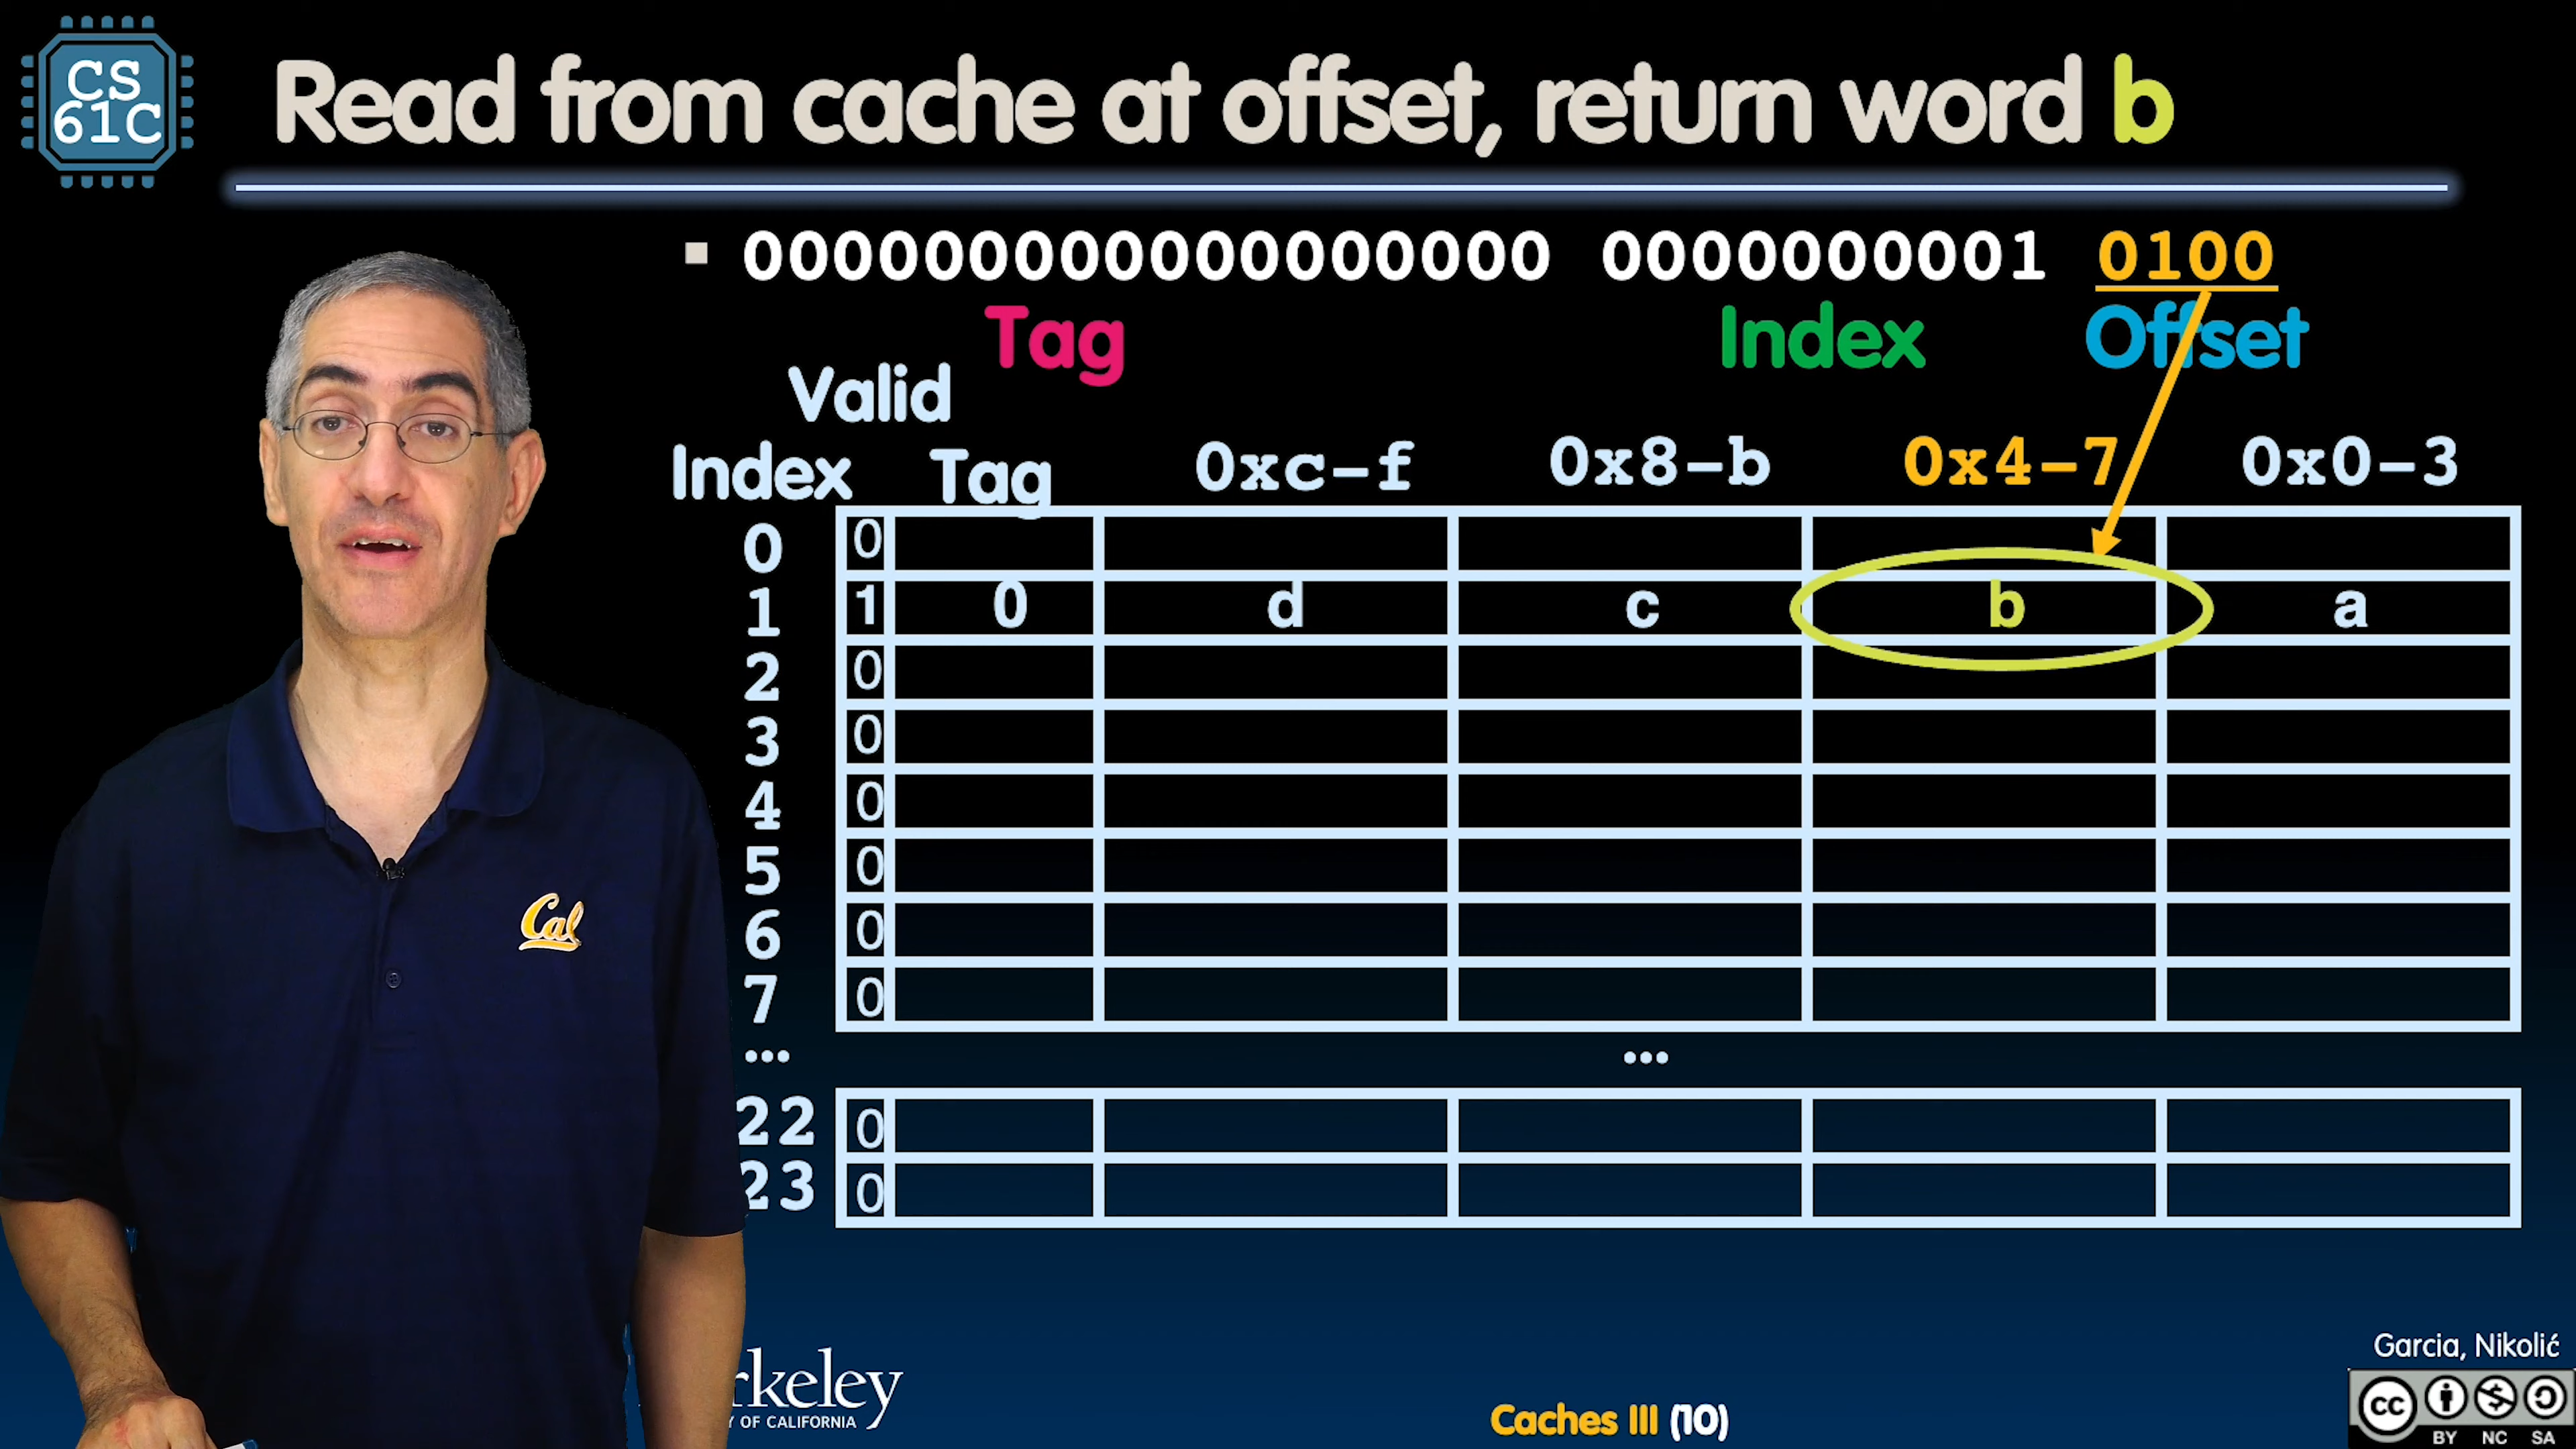 CS
61C
Read from cache at offset, return word b
000000000000000000 0000000001 0100
Tag Index Offset
Valid
Index Tag 0xc-f 0x8-b 0x4-7 0x0-3
0 0
1 1 0 d c b a
2 0
3 0
4 0
5 0
6 0
7 0
... ...
22 0
23 0
Cal
OF CALIFORNIA
Garcia, Nikolić
Caches III (10)
cc
BY NC SA